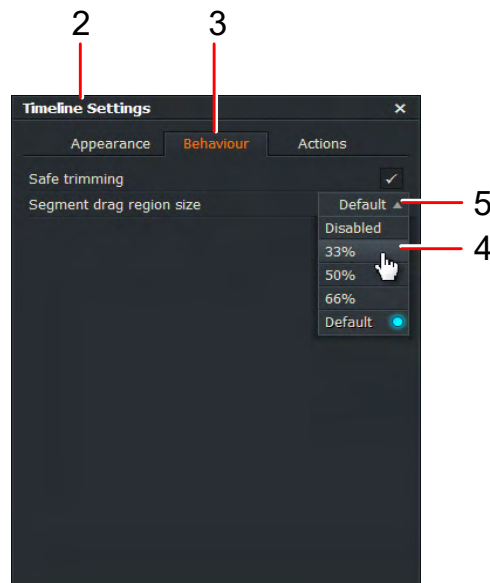 2 3
Timeline Settings ×
Appearance Behaviour Actions
Safe trimming ✓
Segment drag region size Default ▲ 5
Disabled
33% 4
50%
66%
Default